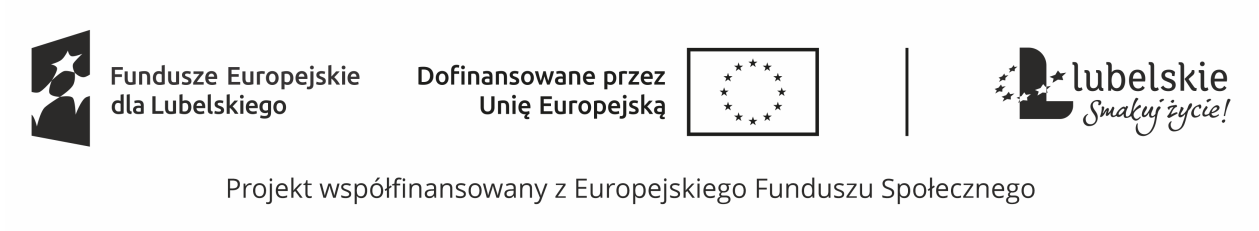 Fundusze Europejskie
dla Lubelskiego
Dofinansowane przez
Unię Europejską
lubelskie
Smakuj życie!
Projekt współfinansowany z Europejskiego Funduszu Społecznego